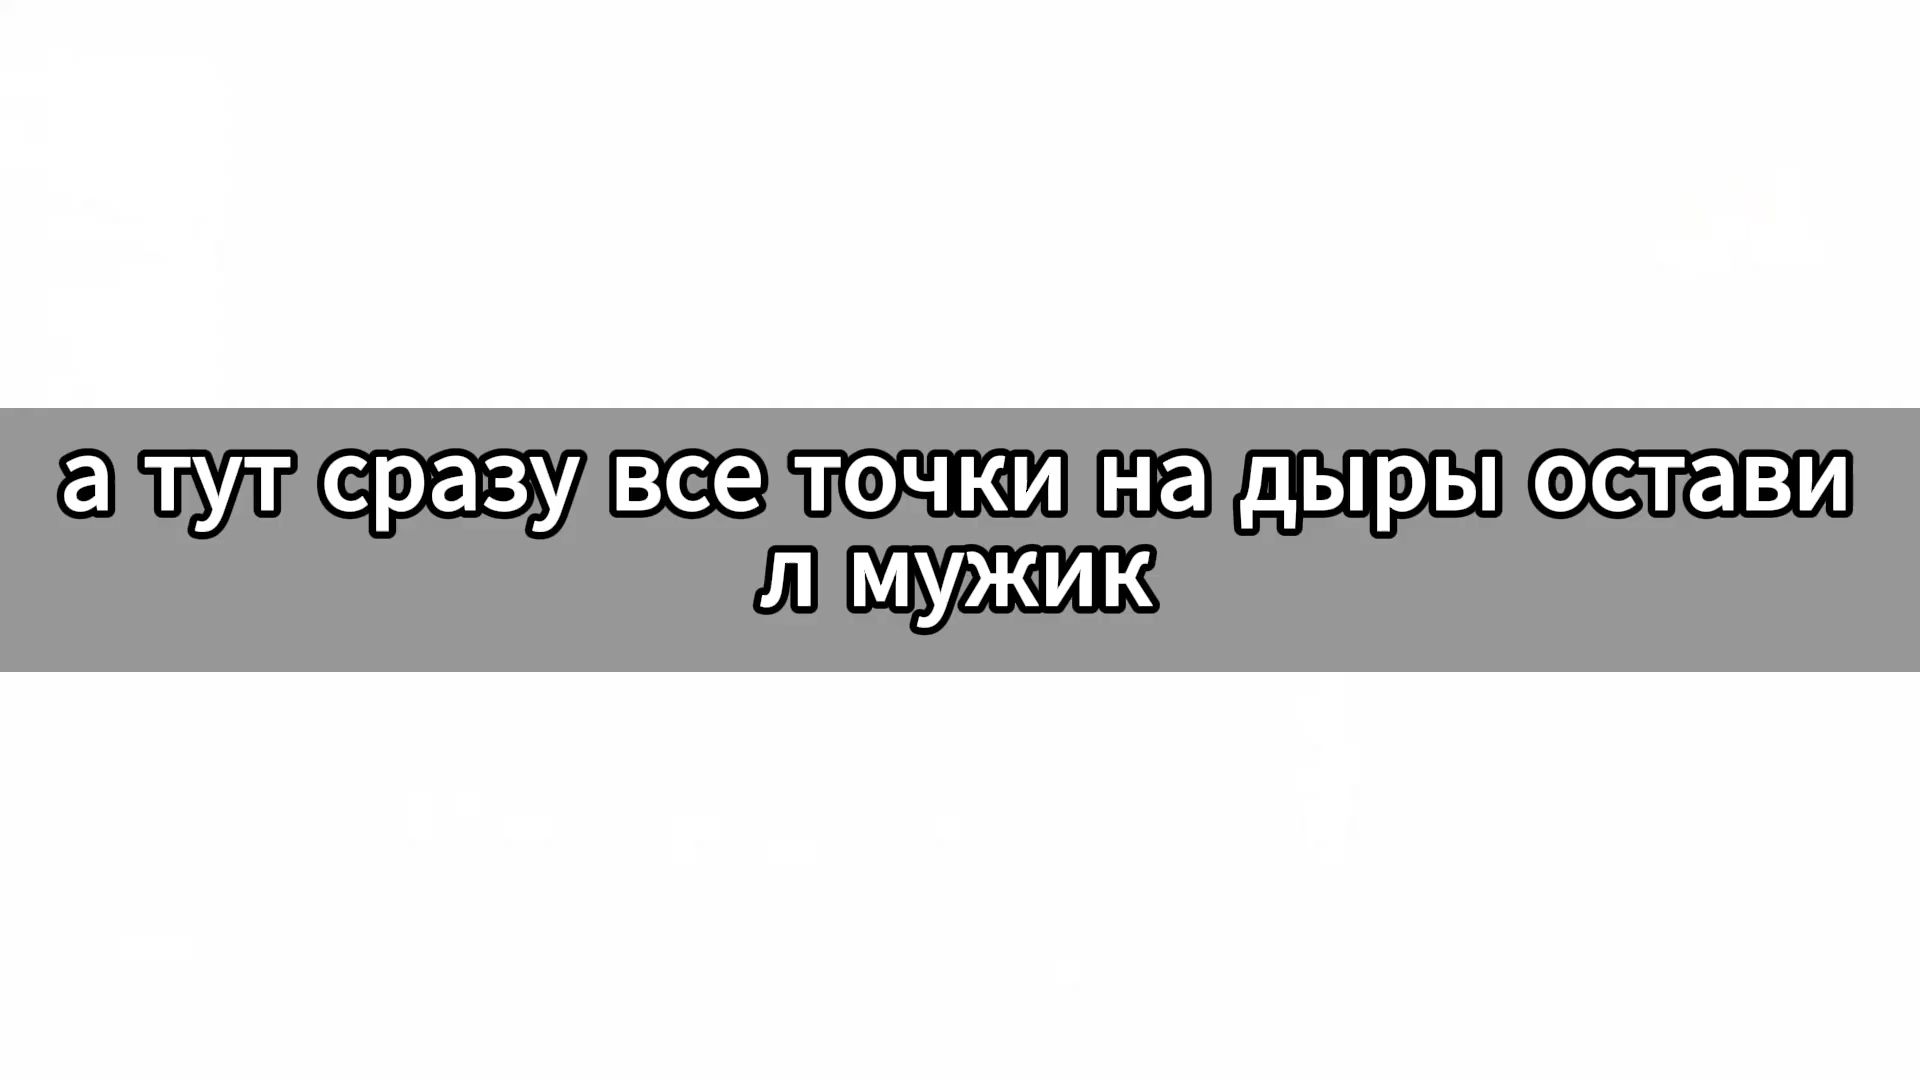 а тут сразу все точки на дыры остави
л мужик